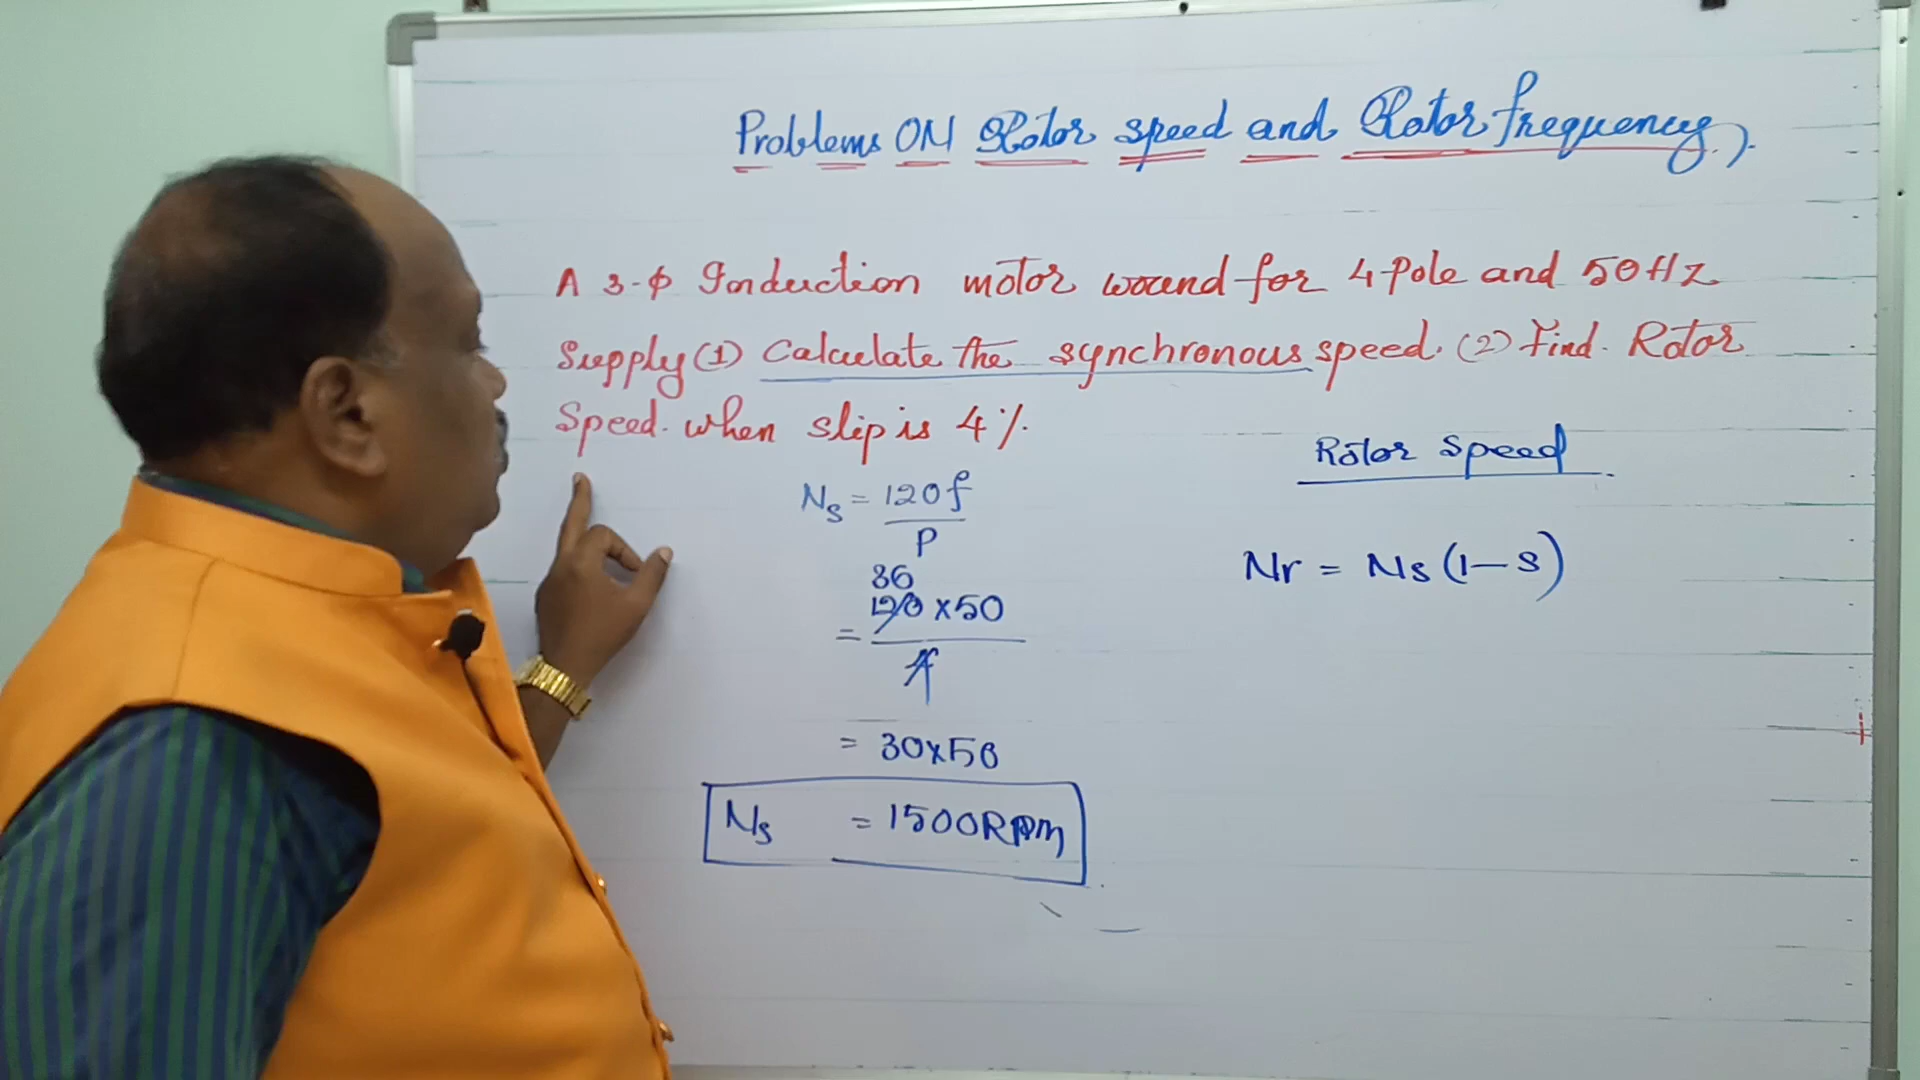 Problems ON Rotor speed and Rotor frequency).
A 3-ϕ Induction motor wound for 4 Pole and 50Hz
Supply (1) Calculate the synchronous speed. (2) Find. Rotor
Speed. when slip is 4%.
Ns = 120f
P
30
= 120 x 50
4
= 30x50
Ns = 1500RPM
Rotor Speed
Nr = Ns (1-s)